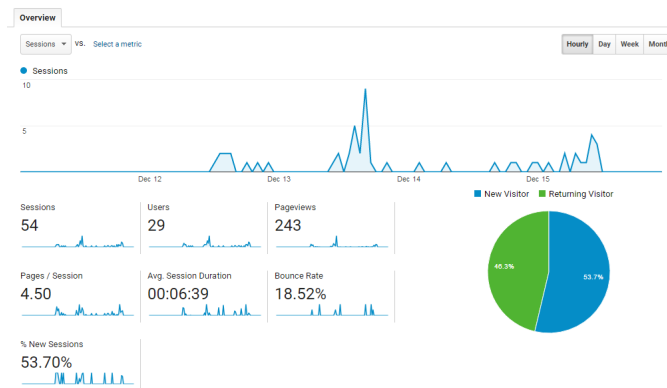 Overview
Sessions VS. Select a metric
Hourly Day Week Month
Sessions
10
5
Dec 12 Dec 13 Dec 14 Dec 15
New Visitor Returning Visitor
Sessions
54
Users
29
Pageviews
243
Pages / Session
4.50
Avg. Session Duration
00:06:39
Bounce Rate
18.52%
% New Sessions
53.70%
46.3%
53.7%